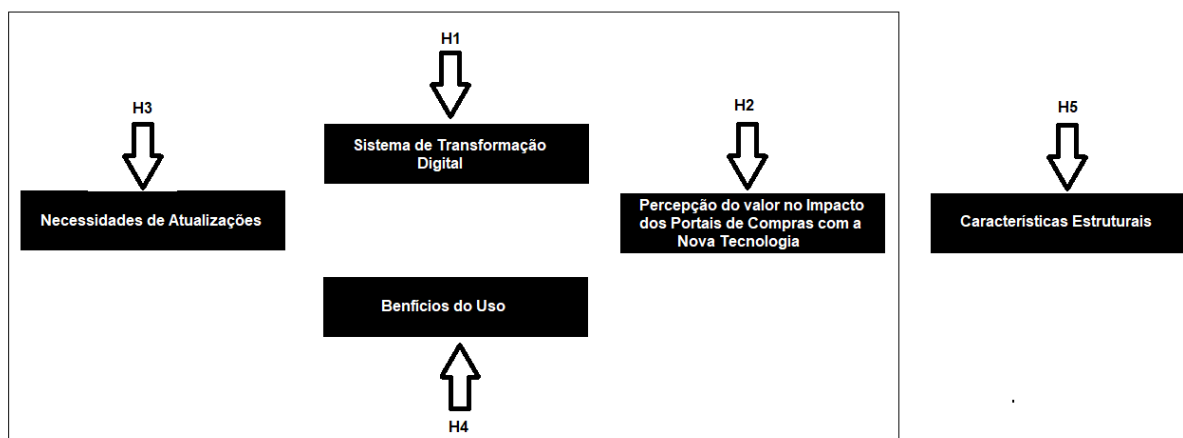 H1
H3
H2
H5
Sistema de Transformação
Digital
Necessidades de Atualizações
Percepção do valor no Impacto
dos Portais de Compras com a
Nova Tecnologia
Características Estruturais
Benfícios do Uso
H4